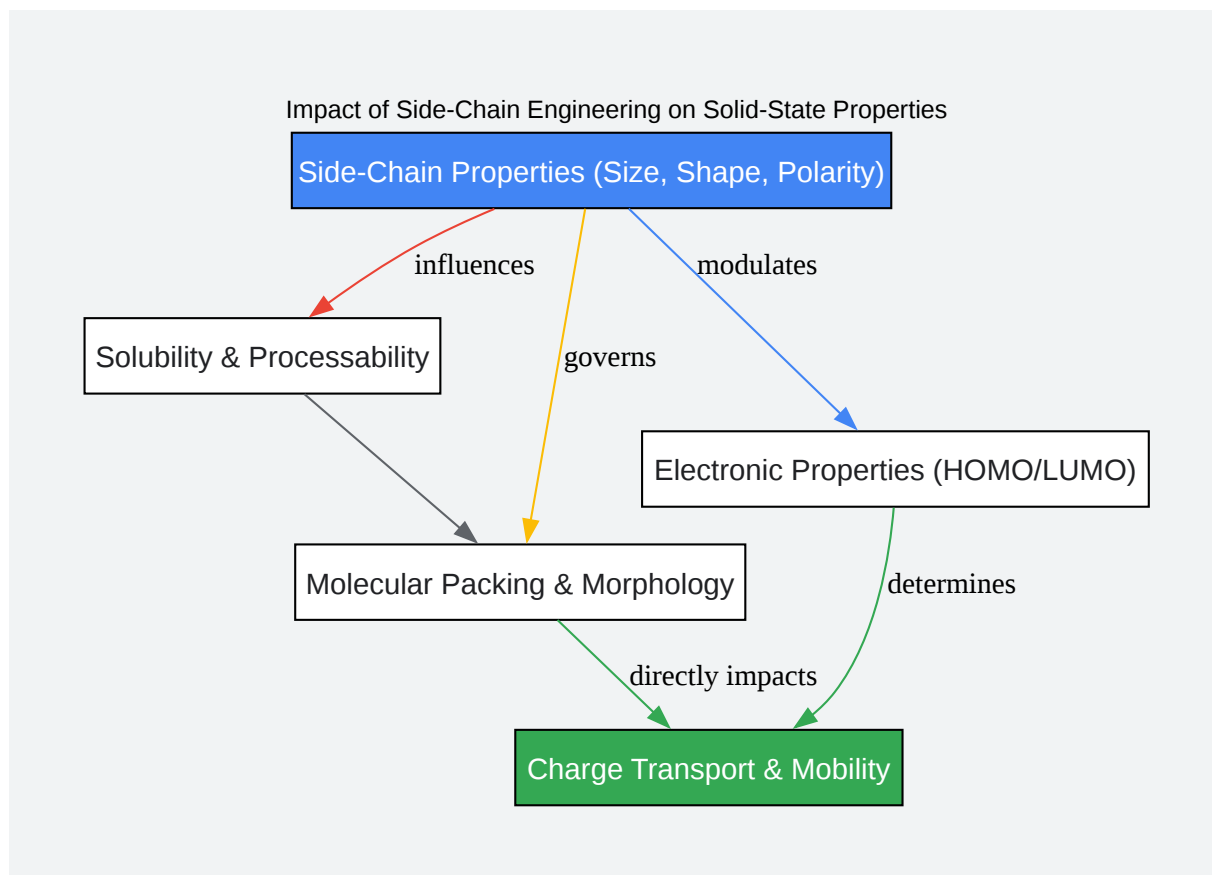 Impact of Side-Chain Engineering on Solid-State Properties
Side-Chain Properties (Size, Shape, Polarity)
influences
modulates
Solubility & Processability
governs
Electronic Properties (HOMO/LUMO)
Molecular Packing & Morphology
determines
directly impacts
Charge Transport & Mobility